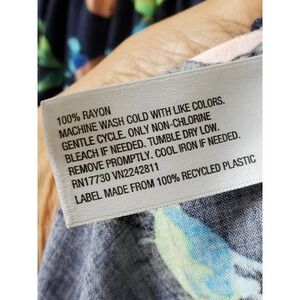 100% RAYON
MACHINE WASH COLD WITH LIKE COLORS.
GENTLE CYCLE. ONLY NON-CHLORINE
BLEACH IF NEEDED. TUMBLE DRY LOW.
REMOVE PROMPTLY. COOL IRON IF NEEDED.
RN17730 VN2242811
LABEL MADE FROM 100% RECYCLED PLASTIC